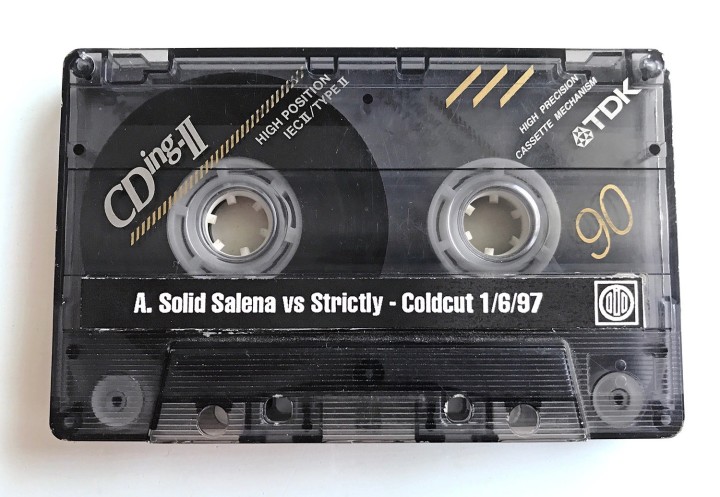 CDing-II
HIGH POSITION
IECII/TYPE II
HIGH PRECISION
CASSETTE MECHANISM
TDK
90
A. Solid Salena vs Strictly - Coldcut 1/6/97